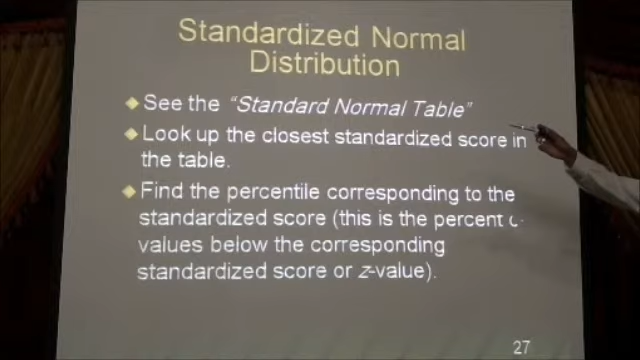 Standardized Normal
Distribution
See the "Standard Normal Table"
Look up the closest standardized score in
the table.
Find the percentile corresponding to the
standardized score (this is the percent
values below the corresponding
standardized score or z-value).
27